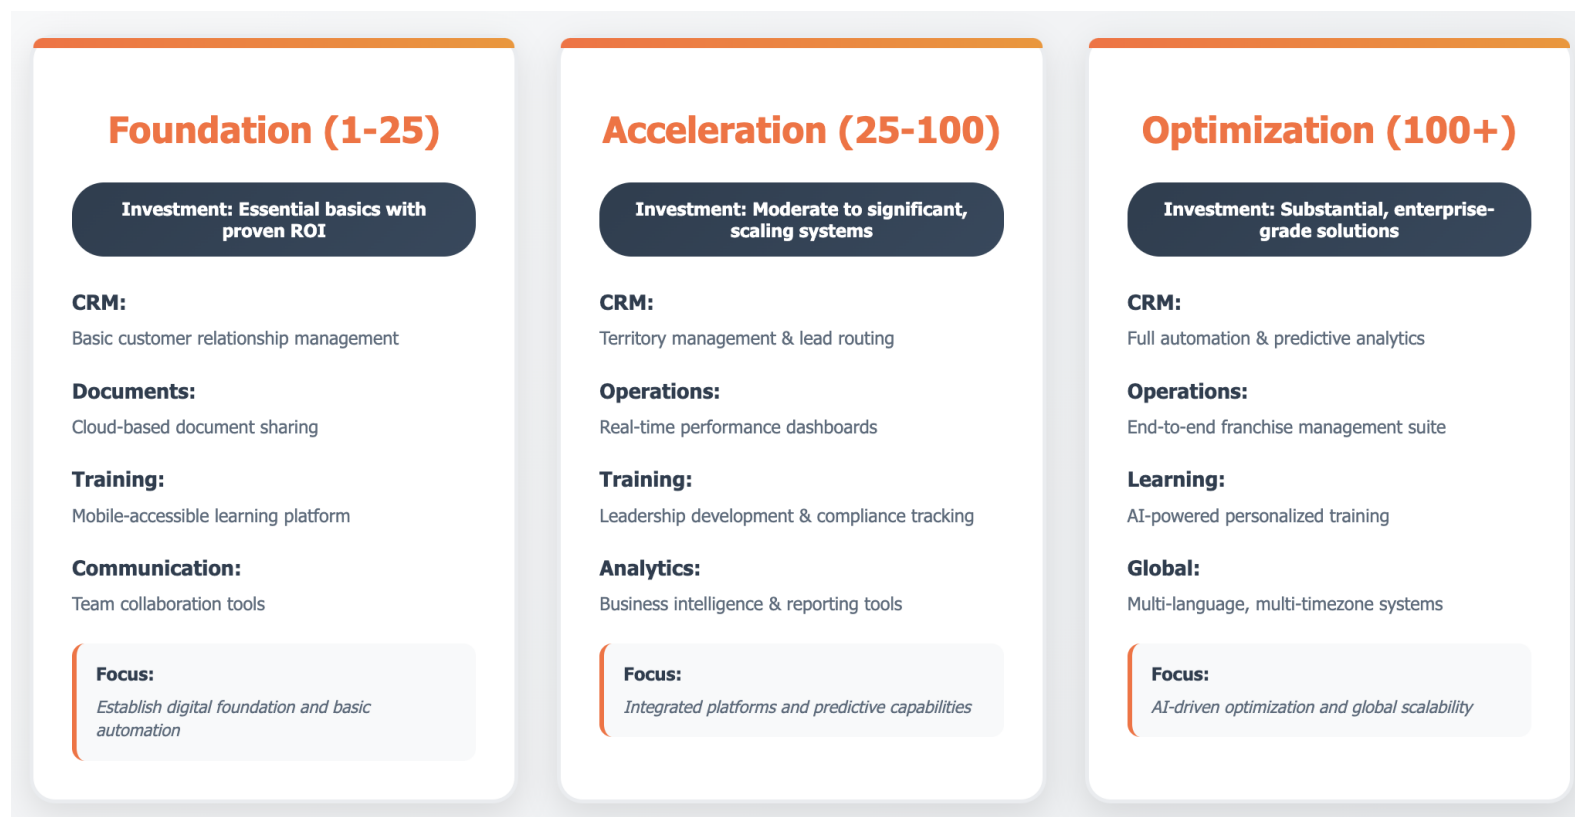 Foundation (1-25)
Investment: Essential basics with
proven ROI
CRM:
Basic customer relationship management
Documents:
Cloud-based document sharing
Training:
Mobile-accessible learning platform
Communication:
Team collaboration tools
Focus:
Establish digital foundation and basic
automation
Acceleration (25-100)
Investment: Moderate to significant,
scaling systems
CRM:
Territory management & lead routing
Operations:
Real-time performance dashboards
Training:
Leadership development & compliance tracking
Analytics:
Business intelligence & reporting tools
Focus:
Integrated platforms and predictive capabilities
Optimization (100+)
Investment: Substantial, enterprise-
grade solutions
CRM:
Full automation & predictive analytics
Operations:
End-to-end franchise management suite
Learning:
AI-powered personalized training
Global:
Multi-language, multi-timezone systems
Focus:
AI-driven optimization and global scalability